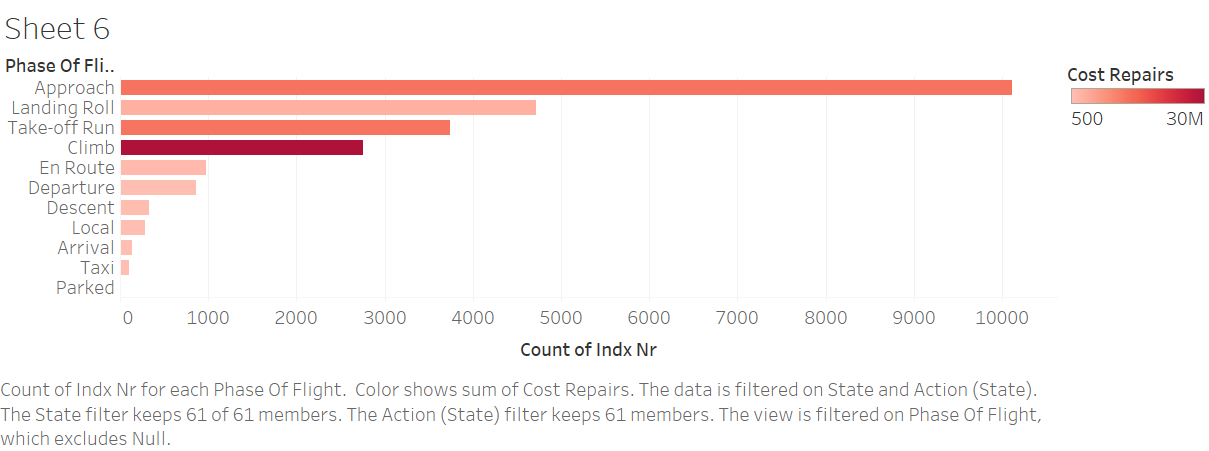 Sheet 6
Phase Of Fli..
Approach
Landing Roll
Take-off Run
Climb
En Route
Departure
Descent
Local
Arrival
Taxi
Parked
0 1000 2000 3000 4000 5000 6000 7000 8000 9000 10000
Count of Indx Nr
Cost Repairs
500 30M
Count of Indx Nr for each Phase Of Flight.  Color shows sum of Cost Repairs. The data is filtered on State and Action (State).
The State filter keeps 61 of 61 members. The Action (State) filter keeps 61 members. The view is filtered on Phase Of Flight,
which excludes Null.